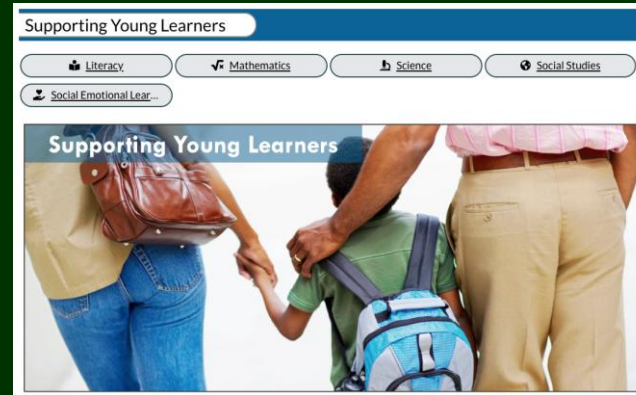 Supporting Young Learners
Literacy
Mathematics
Science
Social Studies
Social Emotional Lear...
Supporting Young Learners